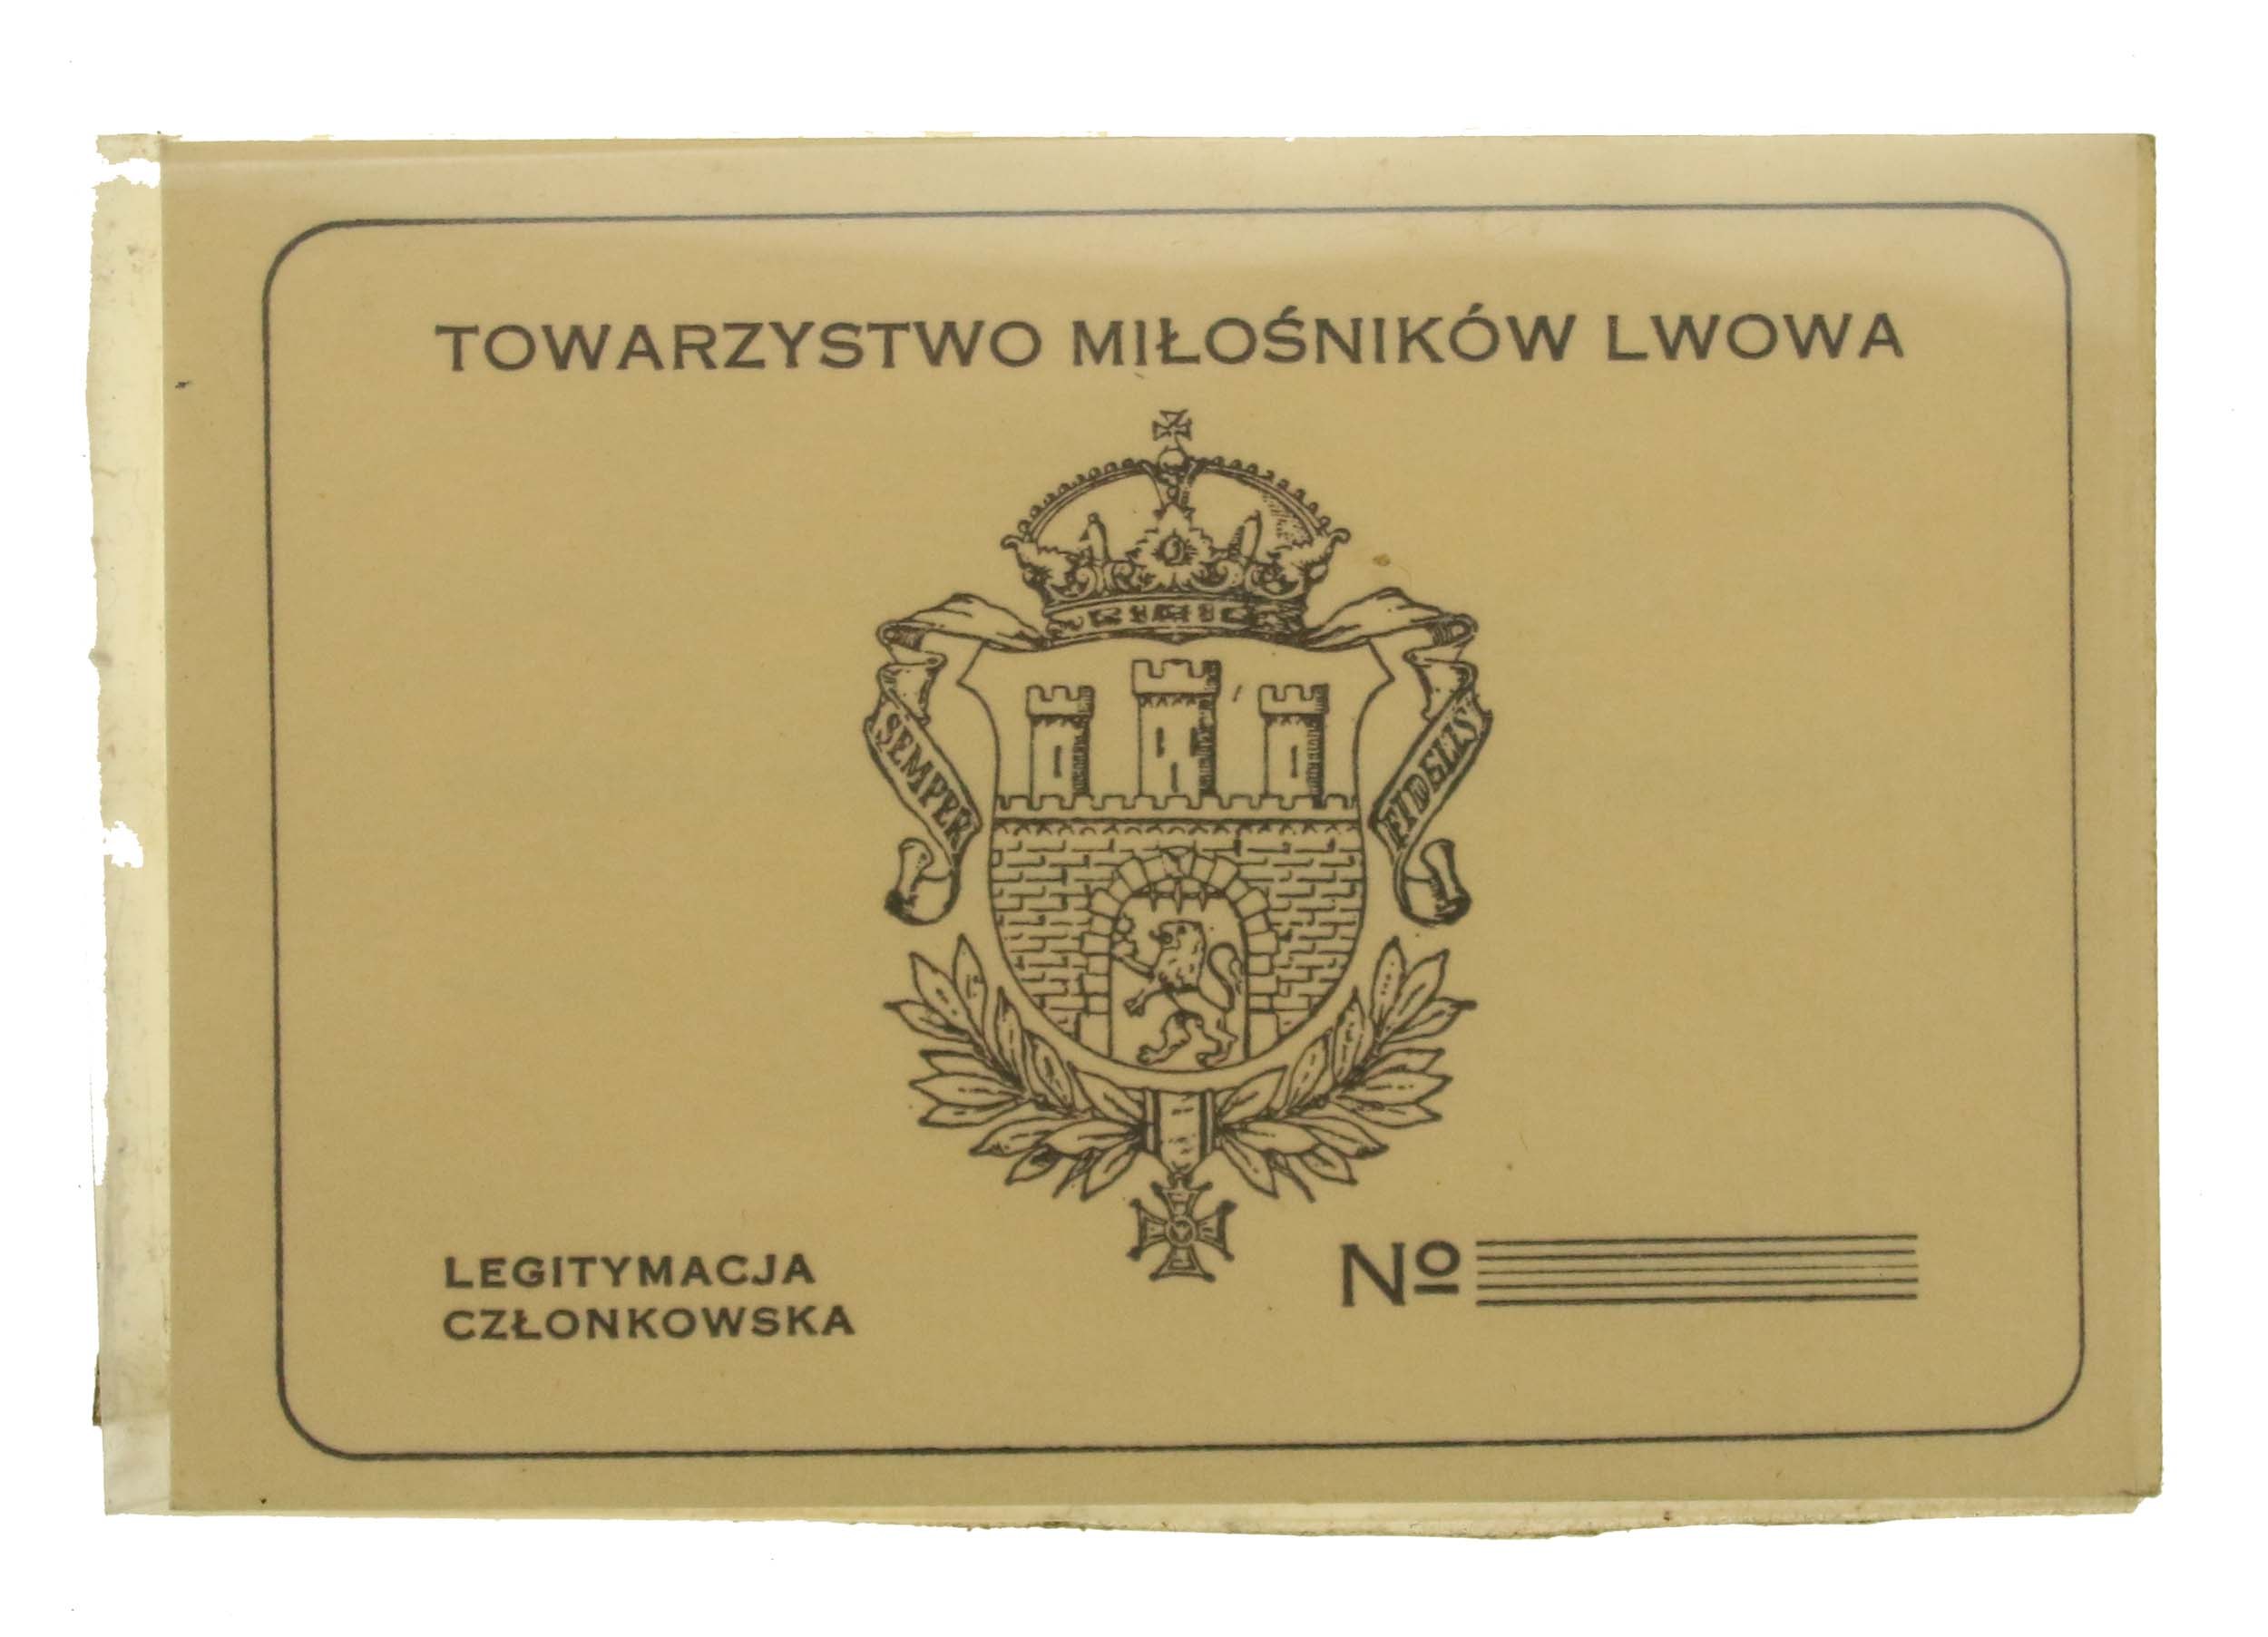 TOWARZYSTWO MIŁOŚNIKÓW LWOWA
SEMPER FIDELIS
LEGITYMACJA
CZŁONKOWSKA
Nº